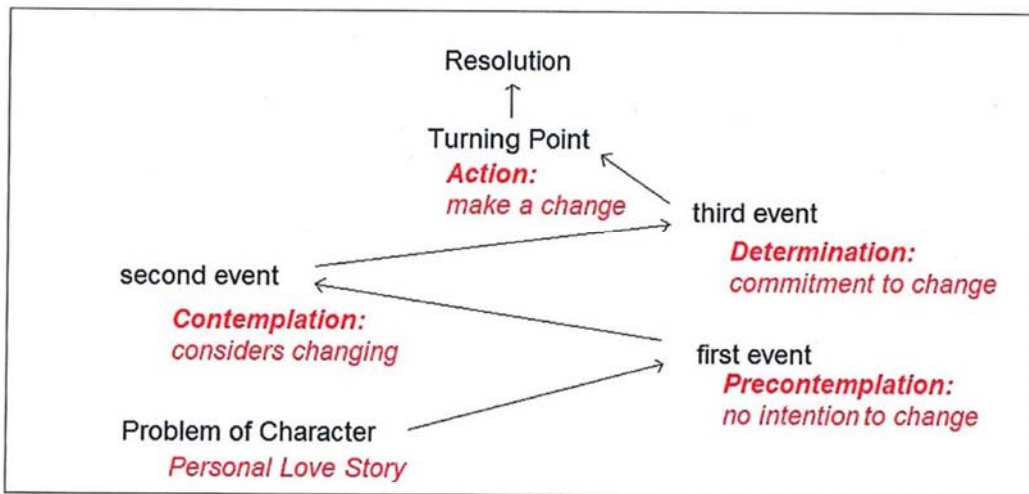 Resolution
Turning Point
Action:
make a change
third event
Determination:
commitment to change
second event
Contemplation:
considers changing
first event
Precontemplation:
no intention to change
Problem of Character
Personal Love Story